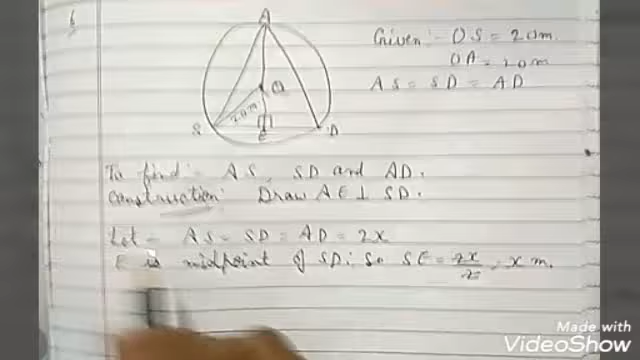 6
A
Given:- OS = 20m.
OA = 20m
AS = SD = AD
O
20m
S
E
D
To find:- AS, SD and AD.
Construction: Draw AE ⊥ SD.
Let - AS = SD = AD = 2x
E is midpoint of SD; So SE = 2x/2 = x m.
Made With
VideoShow